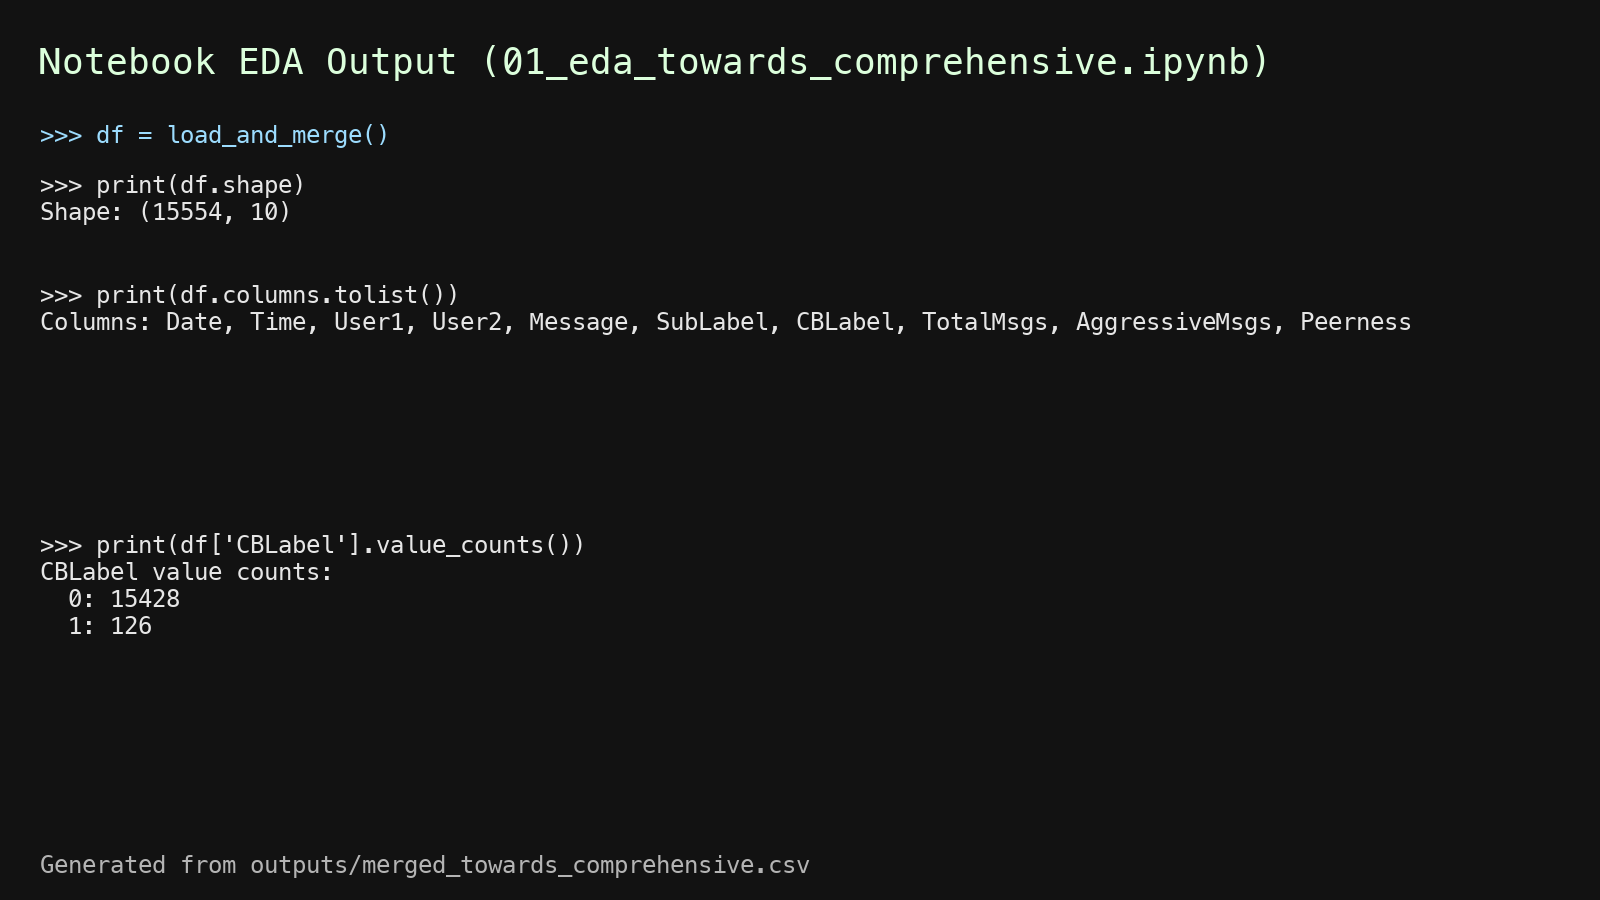 Notebook EDA Output (01_eda_towards_comprehensive.ipynb)
>>> df = load_and_merge()
>>> print(df.shape)
Shape: (15554, 10)
>>> print(df.columns.tolist())
Columns: Date, Time, User1, User2, Message, SubLabel, CBLabel, TotalMsgs, AggressiveMsgs, Peerness
>>> print(df['CBLabel'].value_counts())
CBLabel value counts:
  0: 15428
  1: 126
Generated from outputs/merged_towards_comprehensive.csv